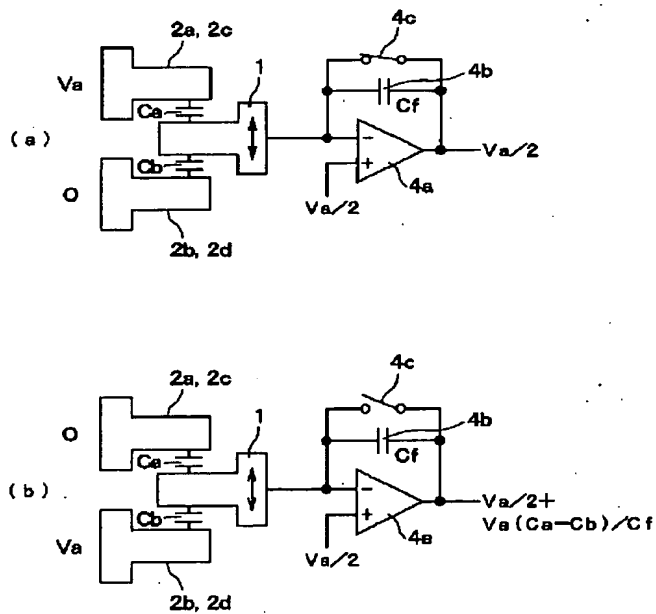 2a, 2c
4c
Va
1
4b
Ca
Cf
(a)
Cb
Va/2
O
Va/2
4a
2b, 2d
2a, 2c
4c
O
1
4b
Ca
Cf
(b)
Cb
Va/2+
Va(Ca-Cb)/Cf
Va
Va/2
4a
2b, 2d